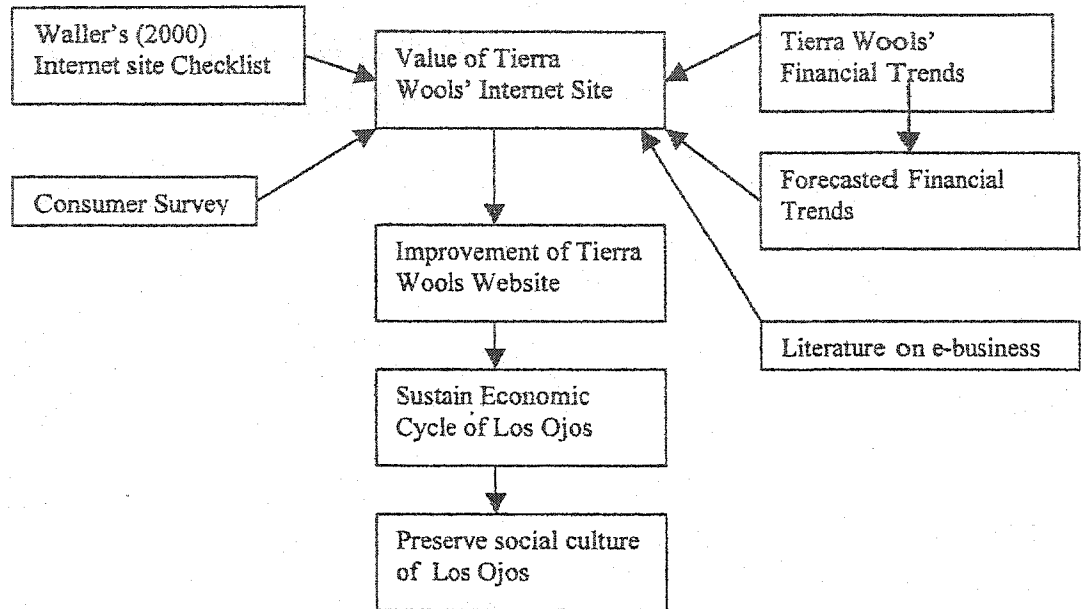 Waller's (2000)
Internet site Checklist
Value of Tierra
Wools' Internet Site
Tierra Wools'
Financial Trends
Consumer Survey
Forecasted Financial
Trends
Improvement of Tierra
Wools Website
Literature on e-business
Sustain Economic
Cycle of Los Ojos
Preserve social culture
of Los Ojos